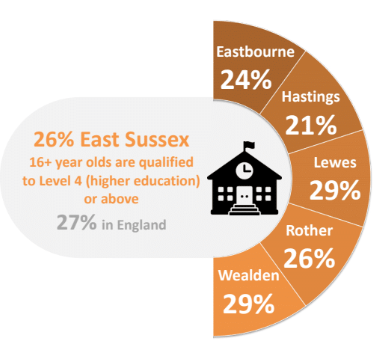 Eastbourne
24%
Hastings
21%
Lewes
29%
Rother
26%
Wealden
29%
26% East Sussex
16+ year olds are qualified
to Level 4 (higher education)
or above
27% in England